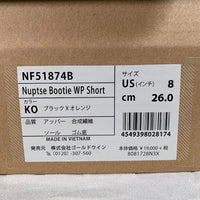 NF51874B
Nuptse Bootie WP Short
カラー
KO ブラックXオレンジ
品質 アッパー 合成繊維
ソール ゴム底
株式会社ゴールドウイン
Tel. (0120) -307-560
サイズ
US(インチ) 8
cm 26.0
4549398028174
MADE IN VIETNAM
8081728N3X